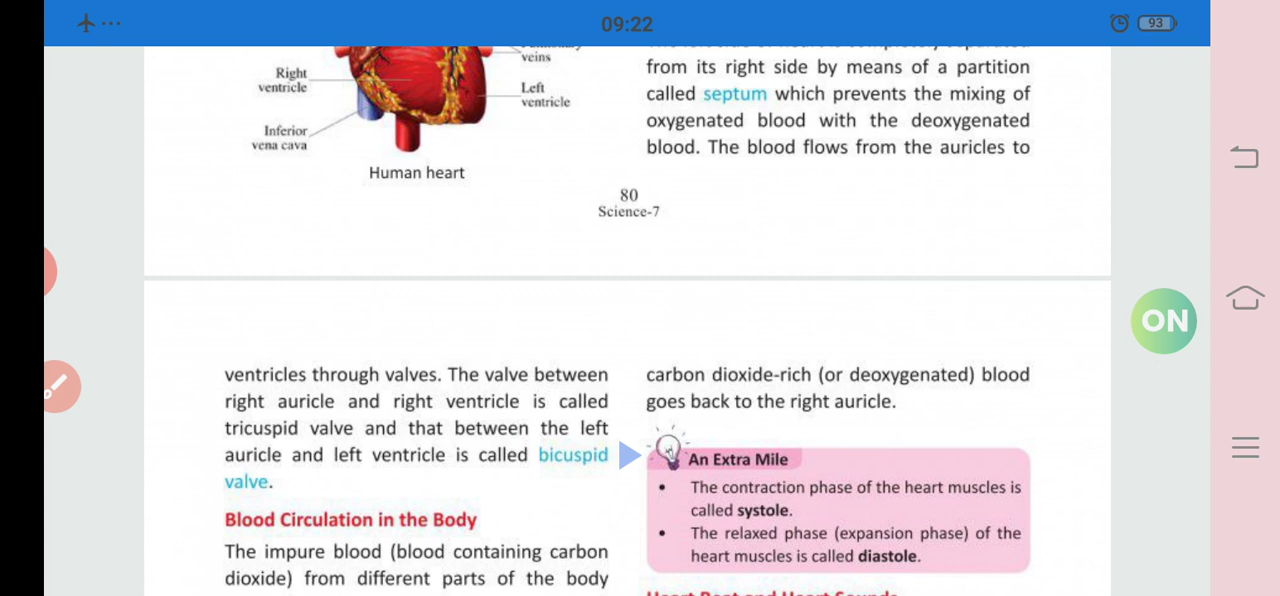 09:22
93
veins
Right
ventricle
Left
ventricle
Inferior
vena cava
Human heart
from its right side by means of a partition
called septum which prevents the mixing of
oxygenated blood with the deoxygenated
blood. The blood flows from the auricles to
80
Science-7
ON
ventricles through valves. The valve between
right auricle and right ventricle is called
tricuspid valve and that between the left
auricle and left ventricle is called bicuspid
valve.
Blood Circulation in the Body
The impure blood (blood containing carbon
dioxide) from different parts of the body
carbon dioxide-rich (or deoxygenated) blood
goes back to the right auricle.
An Extra Mile
• The contraction phase of the heart muscles is
called systole.
• The relaxed phase (expansion phase) of the
heart muscles is called diastole.
Heart Beat and Heart Sounds